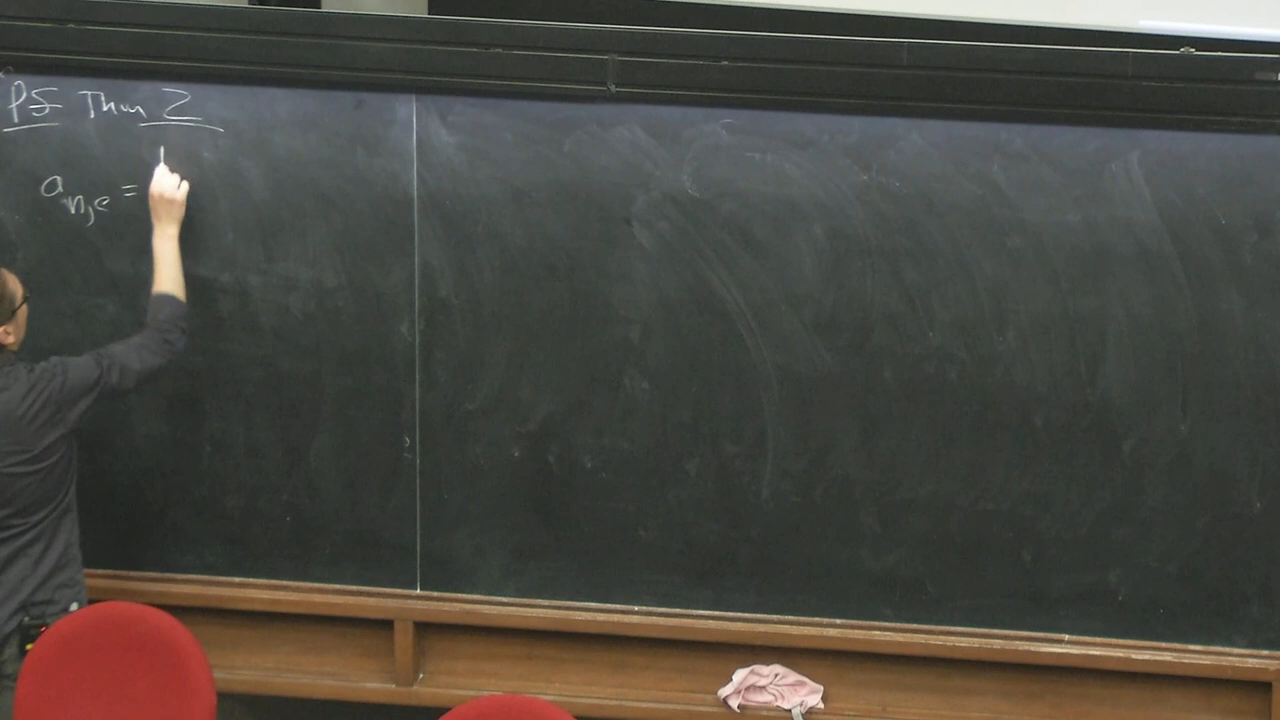 Pf Thm 2
a_{n,e} =